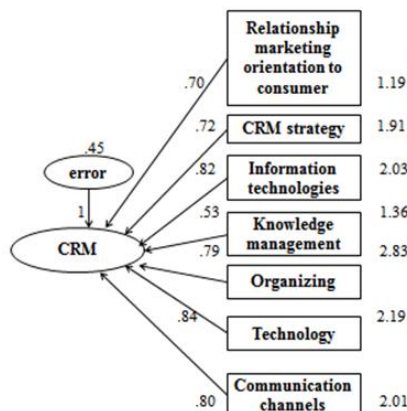 Relationship
marketing
orientation to
consumer
.70
1.19
.72
CRM strategy
1.91
.45
.82
Information
technologies
2.03
error
.53
1
Knowledge
management
1.36
CRM
.79
2.83
Organizing
.84
Technology
2.19
.80
Communication
channels
2.01